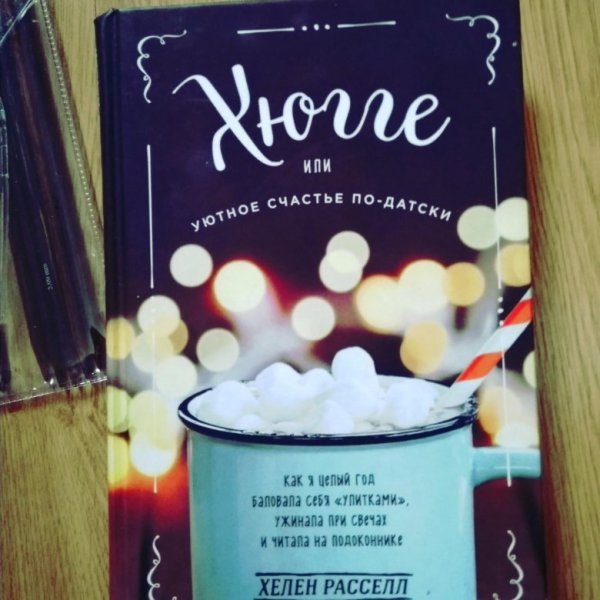 Хюгге
или
уютное счастье по-датски
как я целый год
баловала себя «улитками»,
ужинала при свечах
и читала на подоконнике
Хелен Расселл